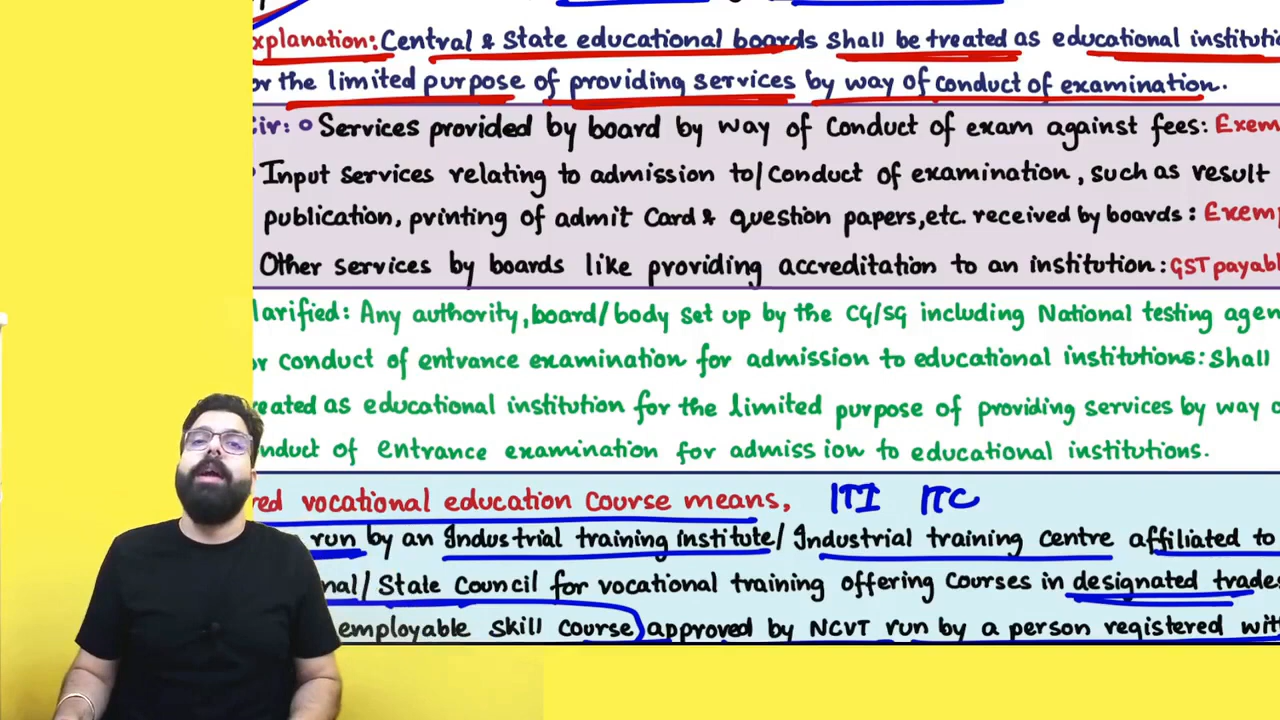 xplanation: Central & State educational boards shall be treated as educational instituti
or the limited purpose of providing services by way of conduct of examination.
Cir: Services provided by board by way of Conduct of exam against fees: Exem
Input services relating to admission to/Conduct of examination, such as result
publication, printing of admit Card & question papers, etc. received by boards: Exemp
Other services by boards like providing accreditation to an institution: GST payabl
larified: Any authority, board/body set up by the CG/SG including National testing agen
or conduct of entrance examination for admission to educational institutions: Shall
reated as educational institution for the limited purpose of providing services by way o
nduct of entrance examination for admission to educational institutions.
ed vocational education Course means, ITI ITC
run by an Industrial training institute/Industrial training centre affiliated to
nal/State Council for vocational training offering Courses in designated trades
employable skill course approved by NCVT run by a person registered wit